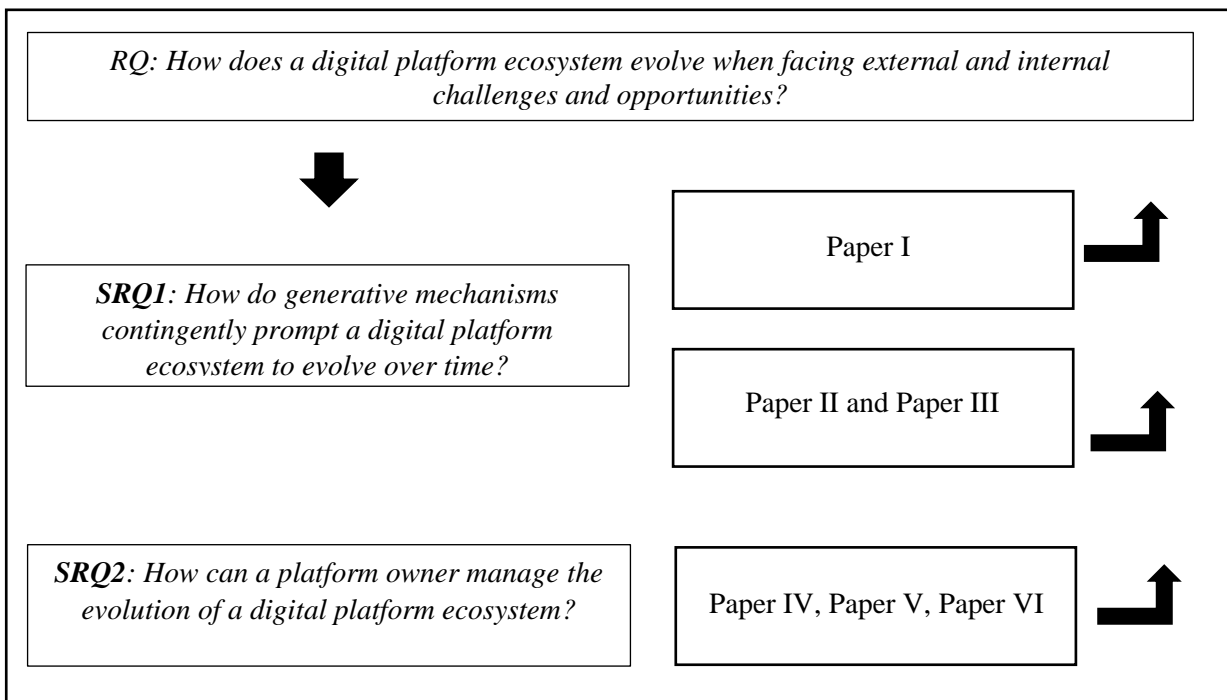 RQ: How does a digital platform ecosystem evolve when facing external and internal
challenges and opportunities?
Paper I
SRQ1: How do generative mechanisms
contingently prompt a digital platform
ecosystem to evolve over time?
Paper II and Paper III
SRQ2: How can a platform owner manage the
evolution of a digital platform ecosystem?
Paper IV, Paper V, Paper VI